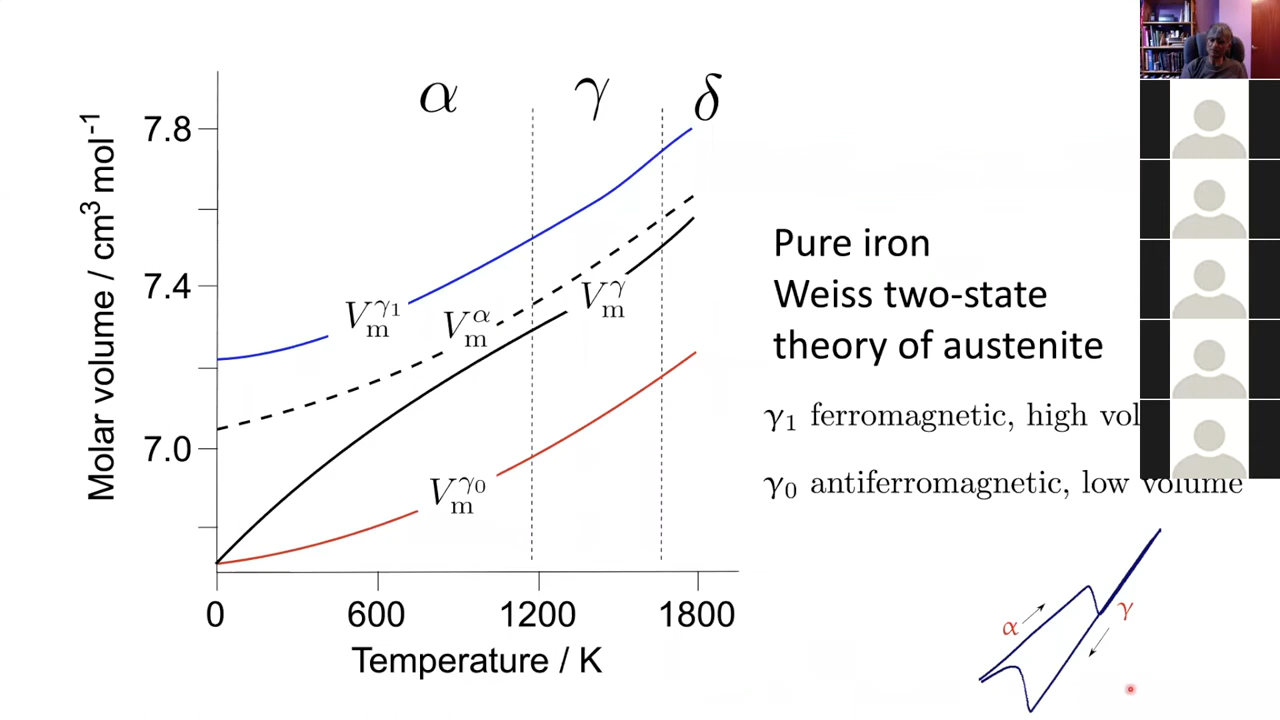 α γ δ
7.8
7.4
7.0
Molar volume / cm³ mol⁻¹
V_m^γ₁
V_m^α
V_m^γ
V_m^γ₀
0 600 1200 1800
Temperature / K
Pure iron
Weiss two-state
theory of austenite
γ₁ ferromagnetic, high vol
γ₀ antiferromagnetic, low volume
α
γ